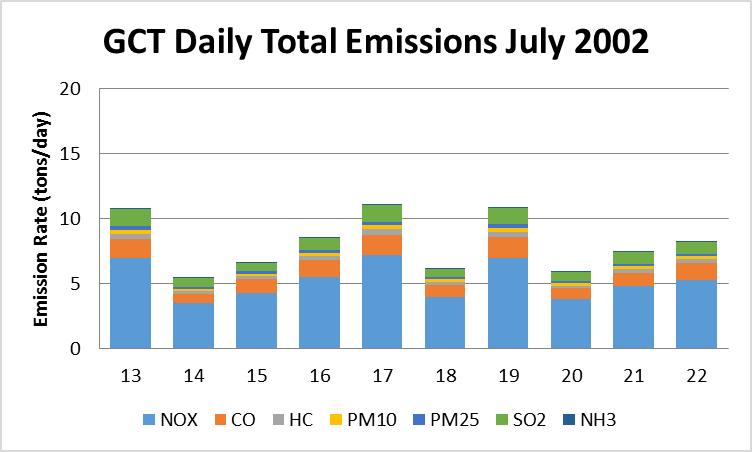 GCT Daily Total Emissions July 2002
Emission Rate (tons/day)
20
15
10
5
0
13 14 15 16 17 18 19 20 21 22
NOX CO HC PM10 PM25 SO2 NH3